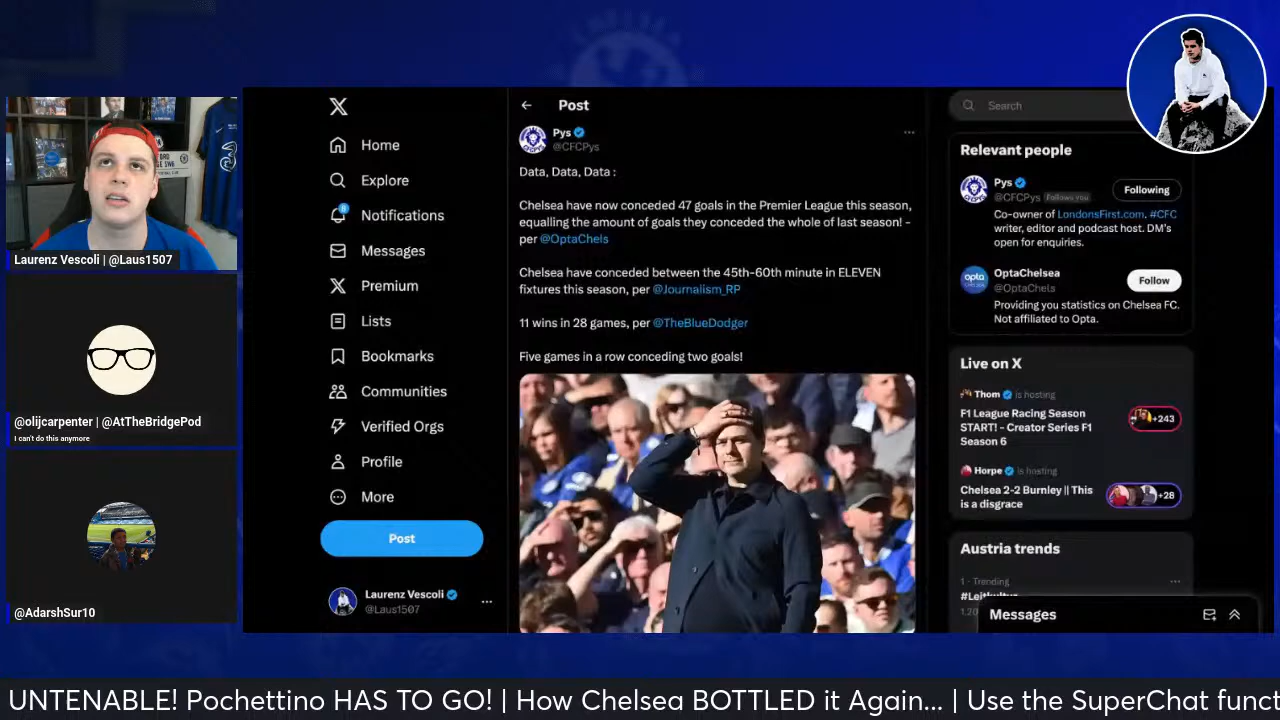 Laurenz Vescoli | @Laus1507
@olijcarpenter | @AtTheBridgePod
I can't do this anymore
@AdarshSur10
X
Home
Explore
Notifications
Messages
Premium
Lists
Bookmarks
Communities
Verified Orgs
Profile
More
Post
Laurenz Vescoli
@Laus1507
Post
Pys
@CFCPys
Data, Data, Data :
Chelsea have now conceded 47 goals in the Premier League this season,
equalling the amount of goals they conceded the whole of last season! -
per @OptaChels
Chelsea have conceded between the 45th-60th minute in ELEVEN
fixtures this season, per @Journalism_RP
11 wins in 28 games, per @TheBlueDodger
Five games in a row conceding two goals!
Search
Relevant people
Pys
@CFCPys Follows you
Following
Co-owner of LondonsFirst.com. #CFC
writer, editor and podcast host. DM's
open for enquiries.
opta
OptaChelsea
@OptaChels
Follow
Providing you statistics on Chelsea FC.
Not affiliated to Opta.
Live on X
Thom is hosting
F1 League Racing Season
START! - Creator Series F1
Season 6
+243
Horpe is hosting
Chelsea 2-2 Burnley || This
is a disgrace
+28
Austria trends
1 - Trending
#Leitkultur
Messages
UNTENABLE! Pochettino HAS TO GO! | How Chelsea BOTTLED it Again... | Use the SuperChat funct